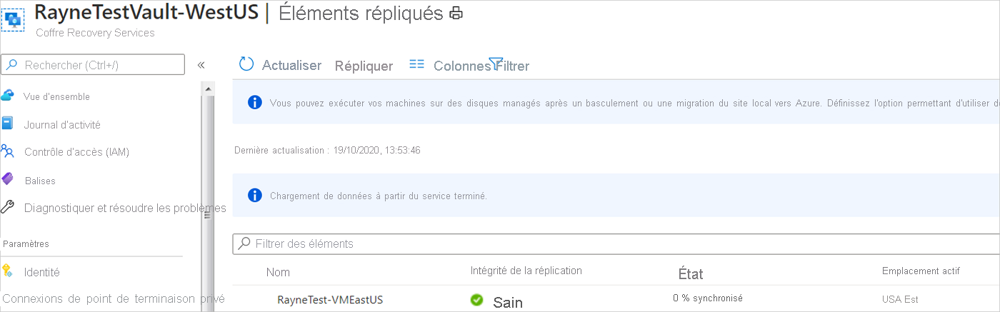 RayneTestVault-WestUS | Éléments répliqués
Coffre Recovery Services
Rechercher (Ctrl+/)
«
Vue d'ensemble
Journal d'activité
Contrôle d'accès (IAM)
Balises
Diagnostiquer et résoudre les problèmes
Paramètres
Identité
Connexions de point de terminaison privé
Actualiser Répliquer Colonnes Filtrer
Vous pouvez exécuter vos machines sur des disques managés après un basculement ou une migration du site local vers Azure. Définissez l'option permettant d'utiliser
Dernière actualisation : 19/10/2020, 13:53:46
Chargement de données à partir du service terminé.
Filtrer des éléments
Nom Intégrité de la réplication État Emplacement actif
RayneTest-VMEastUS Sain 0 % synchronisé USA Est